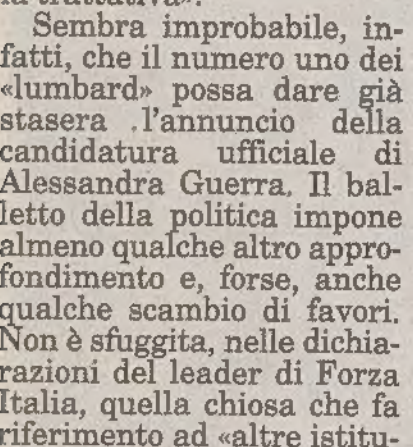 la trattativa».
Sembra improbabile, in-
fatti, che il numero uno dei
«lumbard» possa dare già
stasera .l'annuncio della
candidatura ufficiale di
Alessandra Guerra. Il bal-
letto della politica impone
almeno qualche altro appro-
fondimento e, forse, anche
qualche scambio di favori.
Non è sfuggita, nelle dichia-
razioni del leader di Forza
Italia, quella chiosa che fa
riferimento ad «altre istitu-